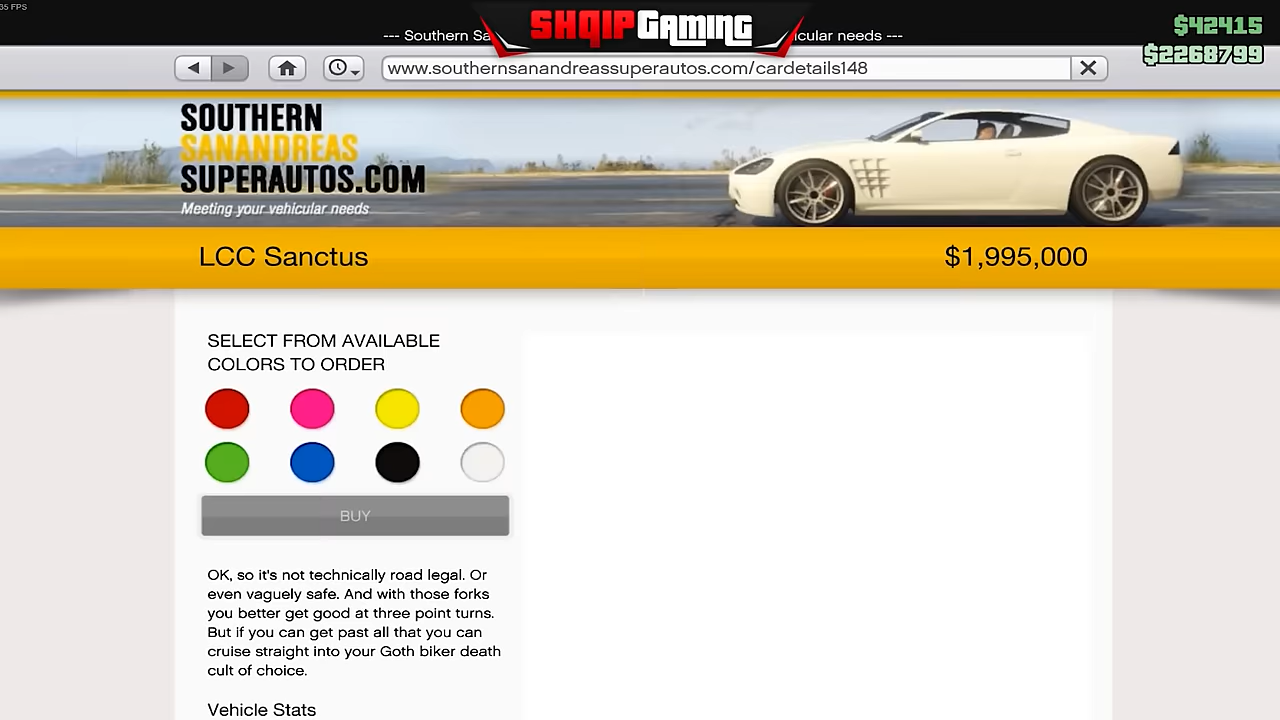 35 FPS
SHQIPGAMING
--- Southern Sa
icular needs ---
$42415
$2268799
www.southernsanandreassuperautos.com/cardetails148
SOUTHERN
SANANDREAS
SUPERAUTOS.COM
Meeting your vehicular needs
LCC Sanctus
$1,995,000
SELECT FROM AVAILABLE
COLORS TO ORDER
BUY
OK, so it's not technically road legal. Or
even vaguely safe. And with those forks
you better get good at three point turns.
But if you can get past all that you can
cruise straight into your Goth biker death
cult of choice.
Vehicle Stats